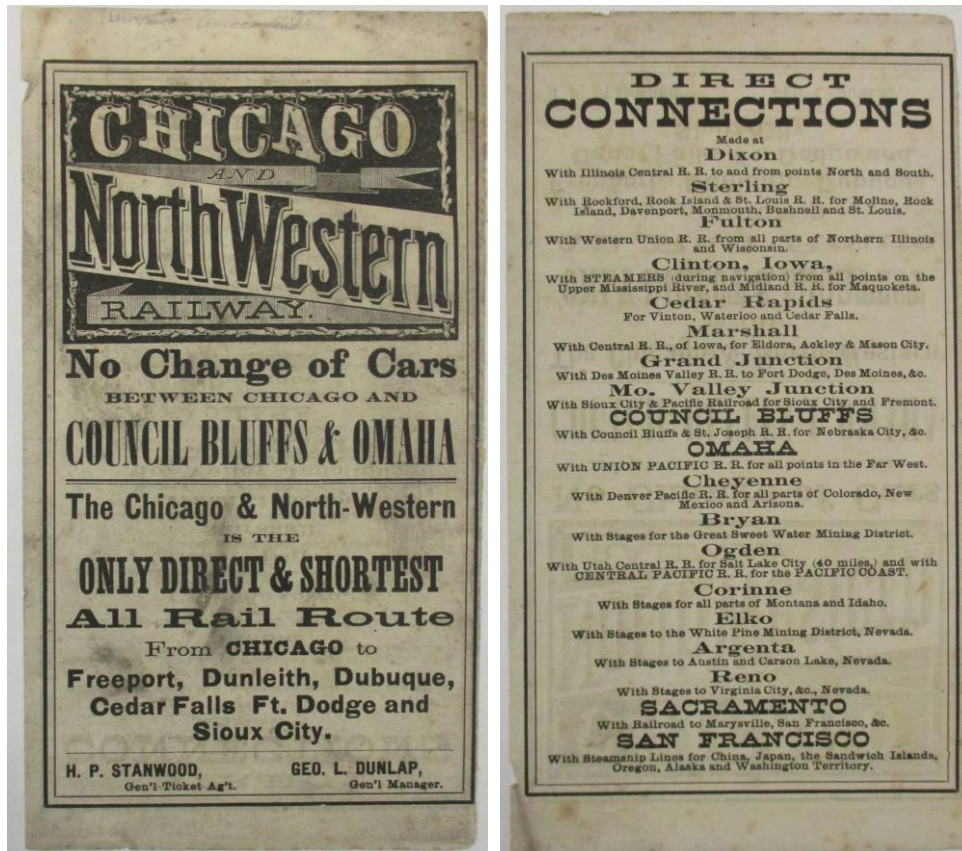 CHICAGO
AND
NorthWestern
RAILWAY.
No Change of Cars
BETWEEN CHICAGO AND
COUNCIL BLUFFS & OMAHA
The Chicago & North-Western
IS THE
ONLY DIRECT & SHORTEST
All Rail Route
From CHICAGO to
Freeport, Dunleith, Dubuque,
Cedar Falls Ft. Dodge and
Sioux City.
H. P. STANWOOD, GEO. L. DUNLAP,
Gen'l Ticket Ag't. Gen'l Manager.
DIRECT
CONNECTIONS
Made at
Dixon
With Illinois Central R. R. to and from points North and South.
Sterling
With Rockford, Rock Island & St. Louis R. R. for Moline, Rock
Island, Davenport, Monmouth, Bushnell and St. Louis.
Fulton
With Western Union R. R. from all parts of Northern Illinois
and Wisconsin.
Clinton, Iowa,
With STEAMERS (during navigation) from all points on the
Upper Mississippi River, and Midland R. R. for Maquoketa.
Cedar Rapids
For Vinton, Waterloo and Cedar Falls.
Marshall
With Central R. R., of Iowa, for Eldora, Ackley & Mason City.
Grand Junction
With Des Moines Valley R. R. to Fort Dodge, Des Moines, &c.
Mo. Valley Junction
With Sioux City & Pacific Railroad for Sioux City and Fremont.
COUNCIL BLUFFS
With Council Bluffs & St. Joseph R. R. for Nebraska City, &c.
OMAHA
With UNION PACIFIC R. R. for all points in the Far West.
Cheyenne
With Denver Pacific R. R. for all parts of Colorado, New
Mexico and Arizona.
Bryan
With Stages for the Great Sweet Water Mining District.
Ogden
With Utah Central R. R. for Salt Lake City (40 miles,) and with
CENTRAL PACIFIC R. R. for the PACIFIC COAST.
Corinne
With Stages for all parts of Montana and Idaho.
Elko
With Stages to the White Pine Mining District, Nevada.
Argenta
With Stages to Austin and Carson Lake, Nevada.
Reno
With Stages to Virginia City, &c., Nevada.
SACRAMENTO
With Railroad to Marysville, San Francisco, &c.
SAN FRANCISCO
With Steamship Lines for China, Japan, the Sandwich Islands,
Oregon, Alaska and Washington Territory.